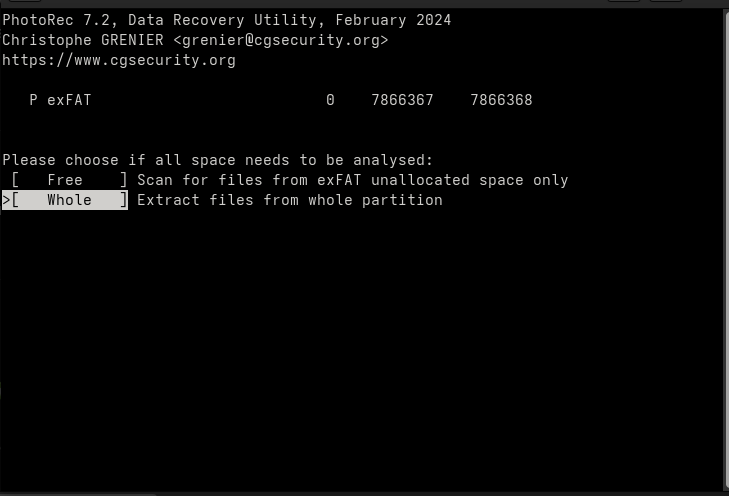 PhotoRec 7.2, Data Recovery Utility, February 2024
Christophe GRENIER <grenier@cgsecurity.org>
https://www.cgsecurity.org
P exFAT 0 7866367 7866368
Please choose if all space needs to be analysed:
[ Free ] Scan for files from exFAT unallocated space only
>[ Whole ] Extract files from whole partition